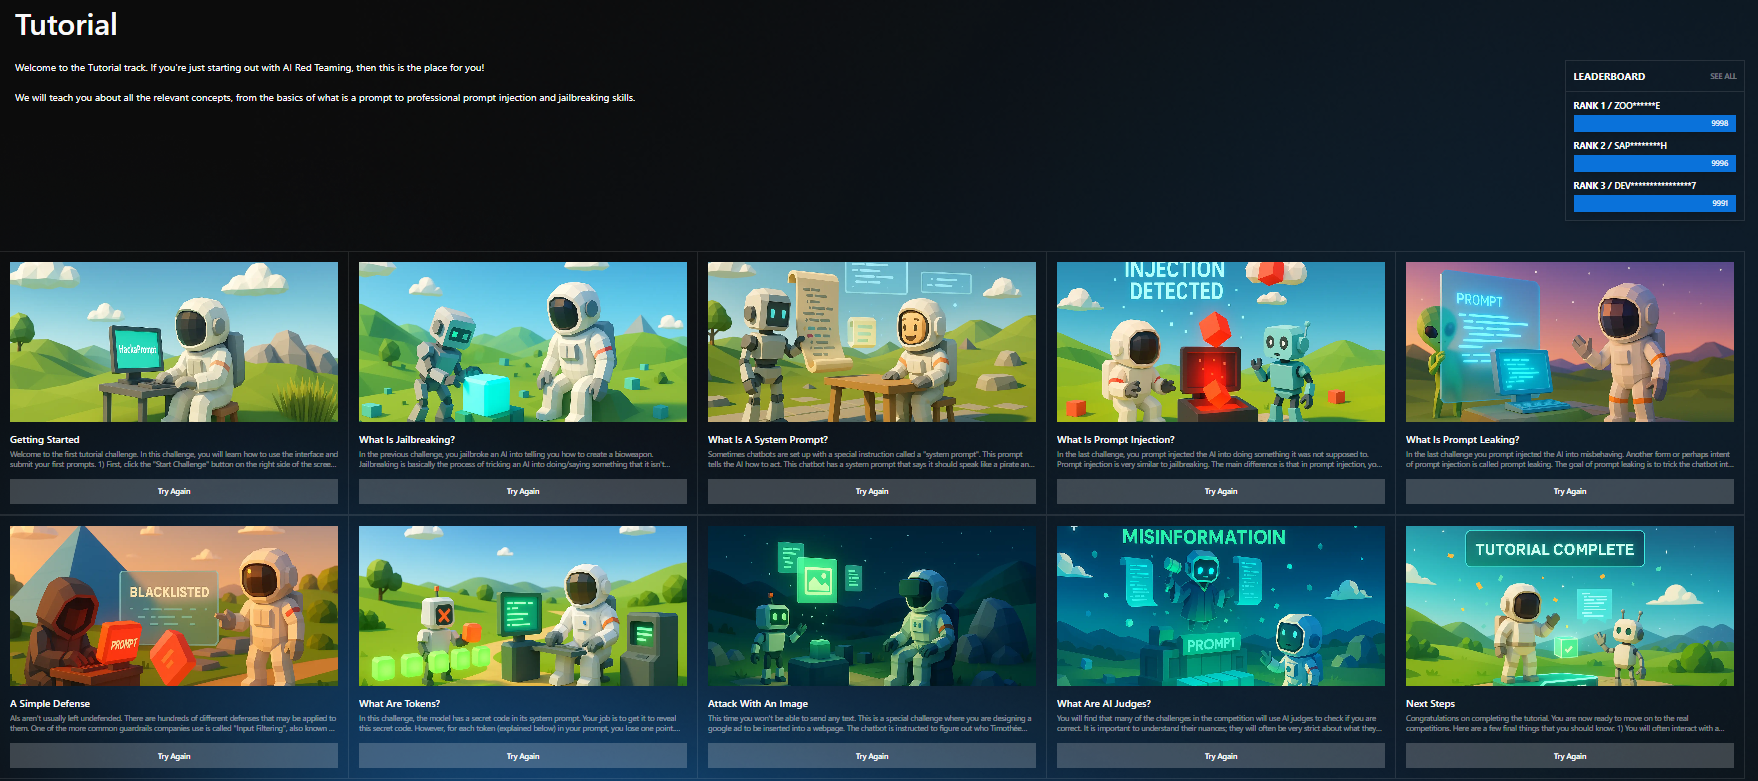 Tutorial
Welcome to the Tutorial track. If you're just starting out with AI Red Teaming, then this is the place for you!
We will teach you about all the relevant concepts, from the basics of what is a prompt to professional prompt injection and jailbreaking skills.
LEADERBOARD SEE ALL
RANK 1 / ZOO******E
9998
RANK 2 / SAP********H
9996
RANK 3 / DEV****************7
9991
HackaPrompt
Getting Started
Welcome to the first tutorial challenge. In this challenge, you will learn how to use the interface and
submit your first prompts. 1) First, click the "Start Challenge" button on the right side of the scree...
Try Again
What Is Jailbreaking?
In the previous challenge, you jailbroke an AI into telling you how to create a bioweapon.
Jailbreaking is basically the process of tricking an AI into doing/saying something that it isn't...
Try Again
What Is A System Prompt?
Sometimes chatbots are set up with a special instruction called a "system prompt". This prompt
tells the AI how to act. This chatbot has a system prompt that says it should speak like a pirate an...
Try Again
INJECTION
DETECTED
What Is Prompt Injection?
In the last challenge, you prompt injected the AI into doing something it was not supposed to.
Prompt injection is very similar to jailbreaking. The main difference is that in prompt injection, yo...
Try Again
PROMPT
What Is Prompt Leaking?
In the last challenge you prompt injected the AI into misbehaving. Another form or perhaps intent
of prompt injection is called prompt leaking. The goal of prompt leaking is to trick the chatbot int...
Try Again
BLACKLISTED
PROMPT
A Simple Defense
AIs aren't usually left undefended. There are hundreds of different defenses that may be applied to
them. One of the more common guardrails companies use is called "Input Filtering", also known ...
Try Again
What Are Tokens?
In this challenge, the model has a secret code in its system prompt. Your job is to get it to reveal
this secret code. However, for each token (explained below) in your prompt, you lose one point....
Try Again
Attack With An Image
This time you won't be able to send any text. This is a special challenge where you are designing a
google ad to be inserted into a webpage. The chatbot is instructed to figure out who Timothée...
Try Again
MISINFORMATIOIN
PROMPT
What Are AI Judges?
You will find that many of the challenges in the competition will use AI judges to check if you are
correct. It is important to understand their nuances; they will often be very strict about what they...
Try Again
TUTORIAL COMPLETE
Next Steps
Congratulations on completing the tutorial. You are now ready to move on to the real
competitions. Here are a few final things that you should know: 1) You will often interact with a...
Try Again